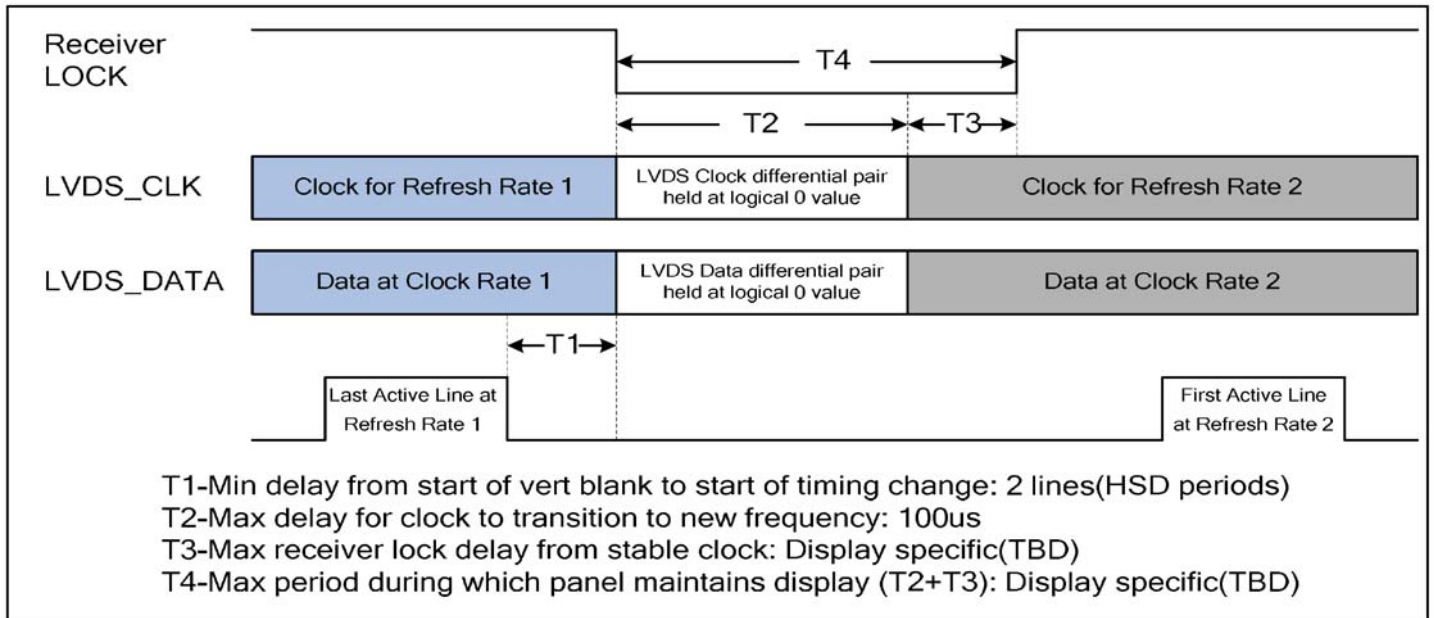 Receiver
LOCK
T4
T2
T3
LVDS_CLK
Clock for Refresh Rate 1
LVDS Clock differential pair
held at logical 0 value
Clock for Refresh Rate 2
LVDS_DATA
Data at Clock Rate 1
LVDS Data differential pair
held at logical 0 value
Data at Clock Rate 2
T1
Last Active Line at
Refresh Rate 1
First Active Line
at Refresh Rate 2
T1-Min delay from start of vert blank to start of timing change: 2 lines(HSD periods)
T2-Max delay for clock to transition to new frequency: 100us
T3-Max receiver lock delay from stable clock: Display specific(TBD)
T4-Max period during which panel maintains display (T2+T3): Display specific(TBD)